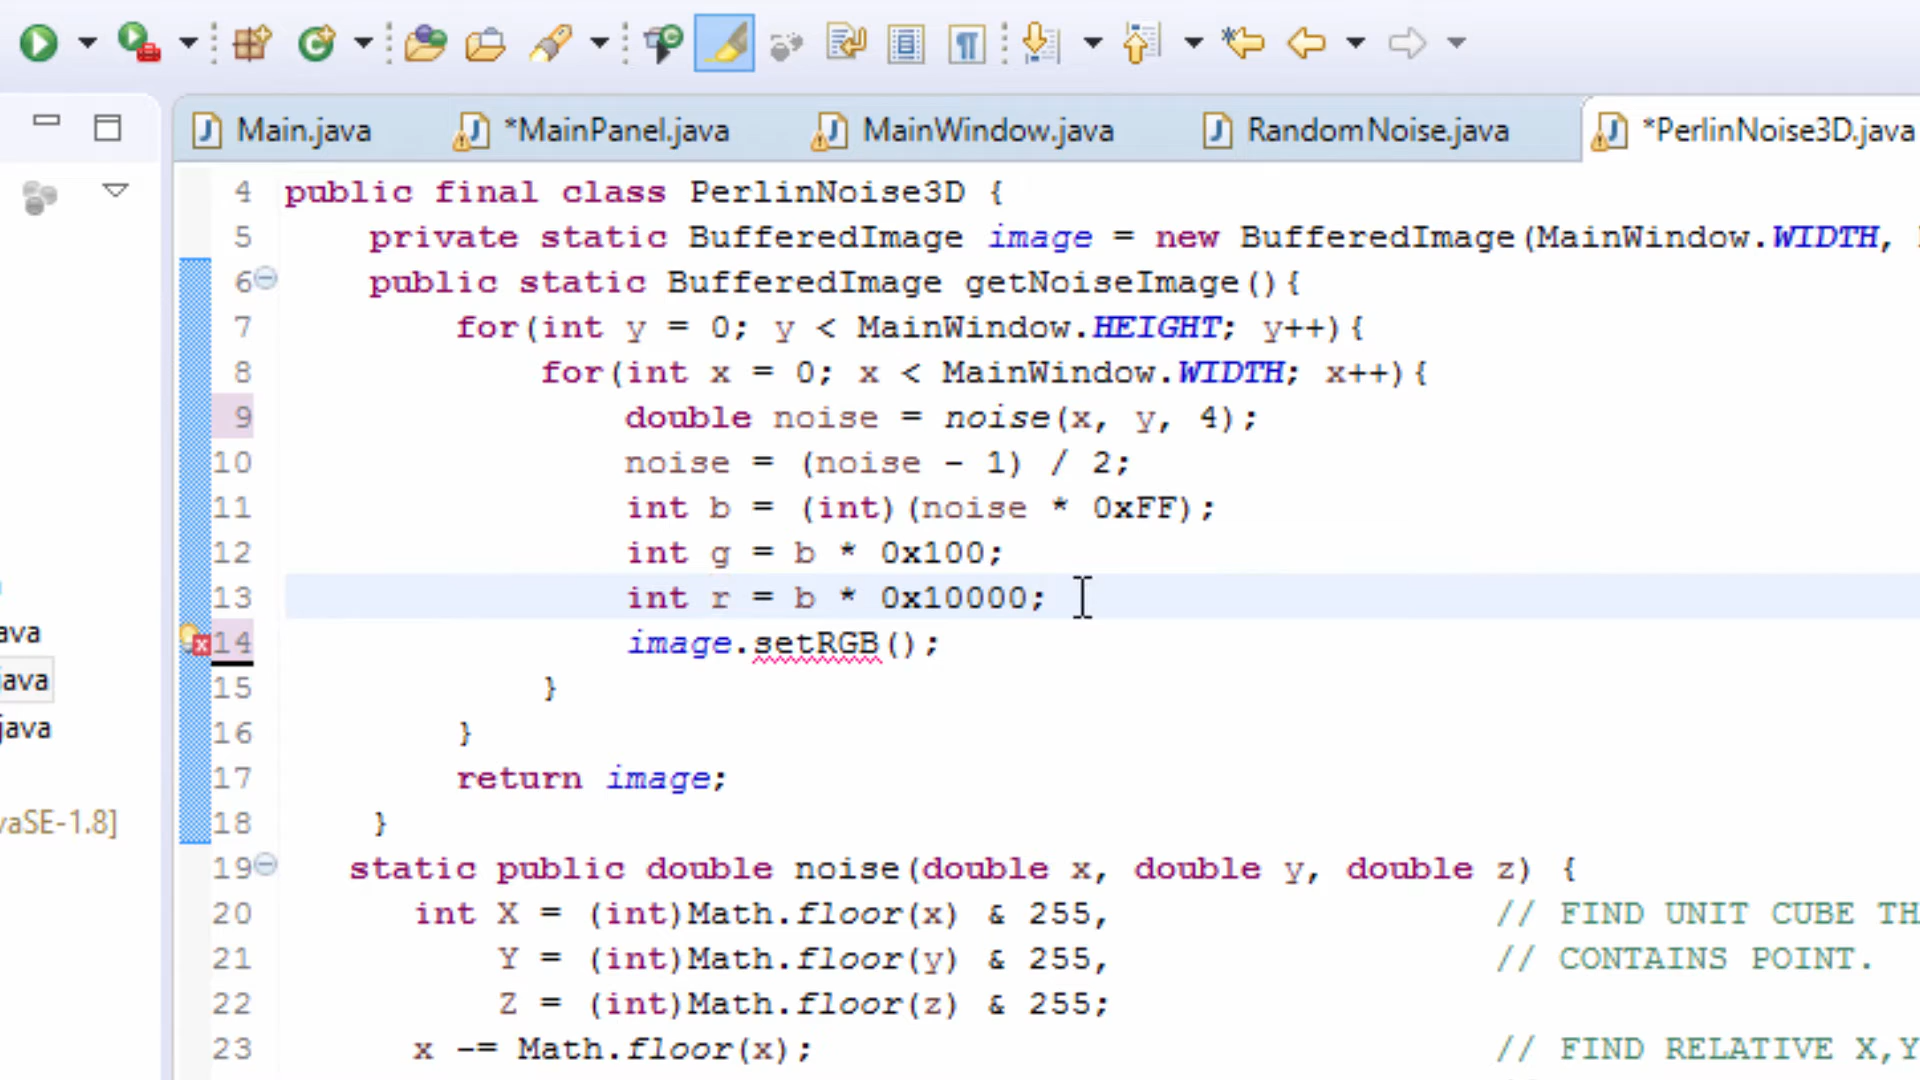 Main.java *MainPanel.java MainWindow.java RandomNoise.java *PerlinNoise3D.java
4 public final class PerlinNoise3D {
5 private static BufferedImage image = new BufferedImage(MainWindow.WIDTH,
6 public static BufferedImage getNoiseImage(){
7 for(int y = 0; y < MainWindow.HEIGHT; y++){
8 for(int x = 0; x < MainWindow.WIDTH; x++){
9 double noise = noise(x, y, 4);
10 noise = (noise - 1) / 2;
11 int b = (int)(noise * 0xFF);
12 int g = b * 0x100;
13 int r = b * 0x10000;
14 image.setRGB();
15 }
16 }
17 return image;
18 }
19 static public double noise(double x, double y, double z) {
20 int X = (int)Math.floor(x) & 255, // FIND UNIT CUBE TH
21 Y = (int)Math.floor(y) & 255, // CONTAINS POINT.
22 Z = (int)Math.floor(z) & 255;
23 x -= Math.floor(x); // FIND RELATIVE X,Y
ava
java
java
vaSE-1.8]